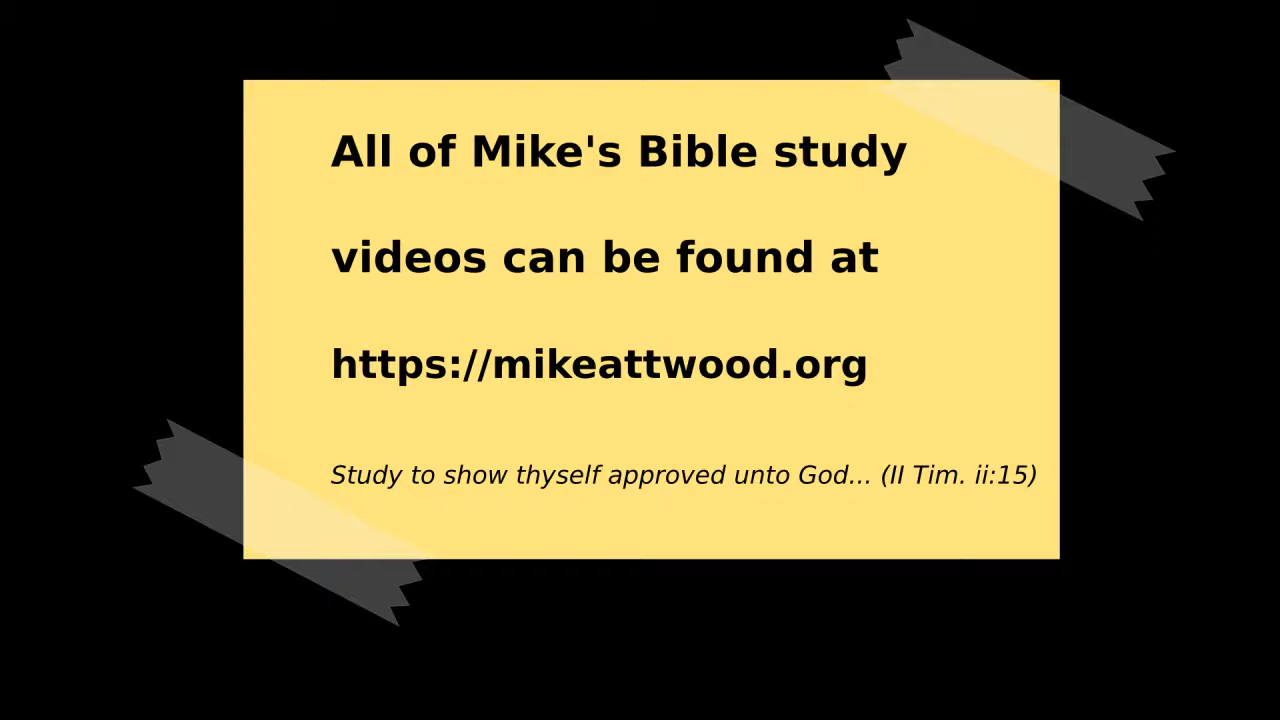 All of Mike's Bible study
videos can be found at
https://mikeattwood.org
Study to show thyself approved unto God... (II Tim. ii:15)